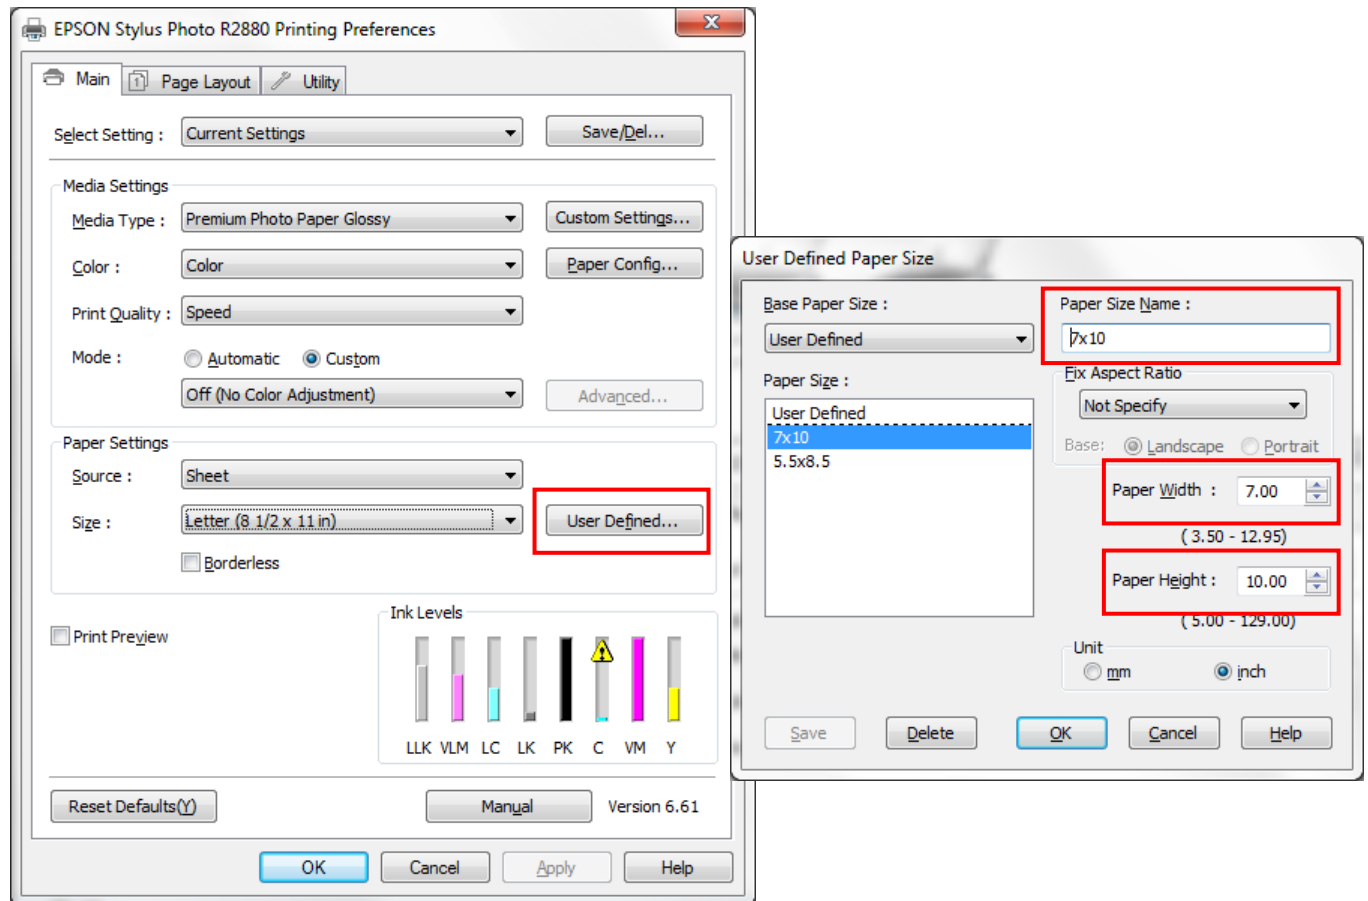 EPSON Stylus Photo R2880 Printing Preferences
X
Main
1 Page Layout
Utility
Select Setting :
Current Settings
Save/Del...
Media Settings
Media Type :
Premium Photo Paper Glossy
Custom Settings...
Color :
Color
Paper Config...
Print Quality :
Speed
Mode :
Automatic
Custom
Off (No Color Adjustment)
Advanced...
Paper Settings
Source :
Sheet
Size :
Letter (8 1/2 x 11 in)
User Defined...
Borderless
Print Preview
Ink Levels
!
LLK VLM LC LK PK C VM Y
Reset Defaults(Y)
Manual
Version 6.61
OK
Cancel
Apply
Help
User Defined Paper Size
Base Paper Size :
User Defined
Paper Size :
User Defined
7x10
5.5x8.5
Paper Size Name :
7x10
Fix Aspect Ratio
Not Specify
Base:
Landscape
Portrait
Paper Width :
7.00
( 3.50 - 12.95)
Paper Height :
10.00
( 5.00 - 129.00)
Unit
mm
inch
Save
Delete
OK
Cancel
Help